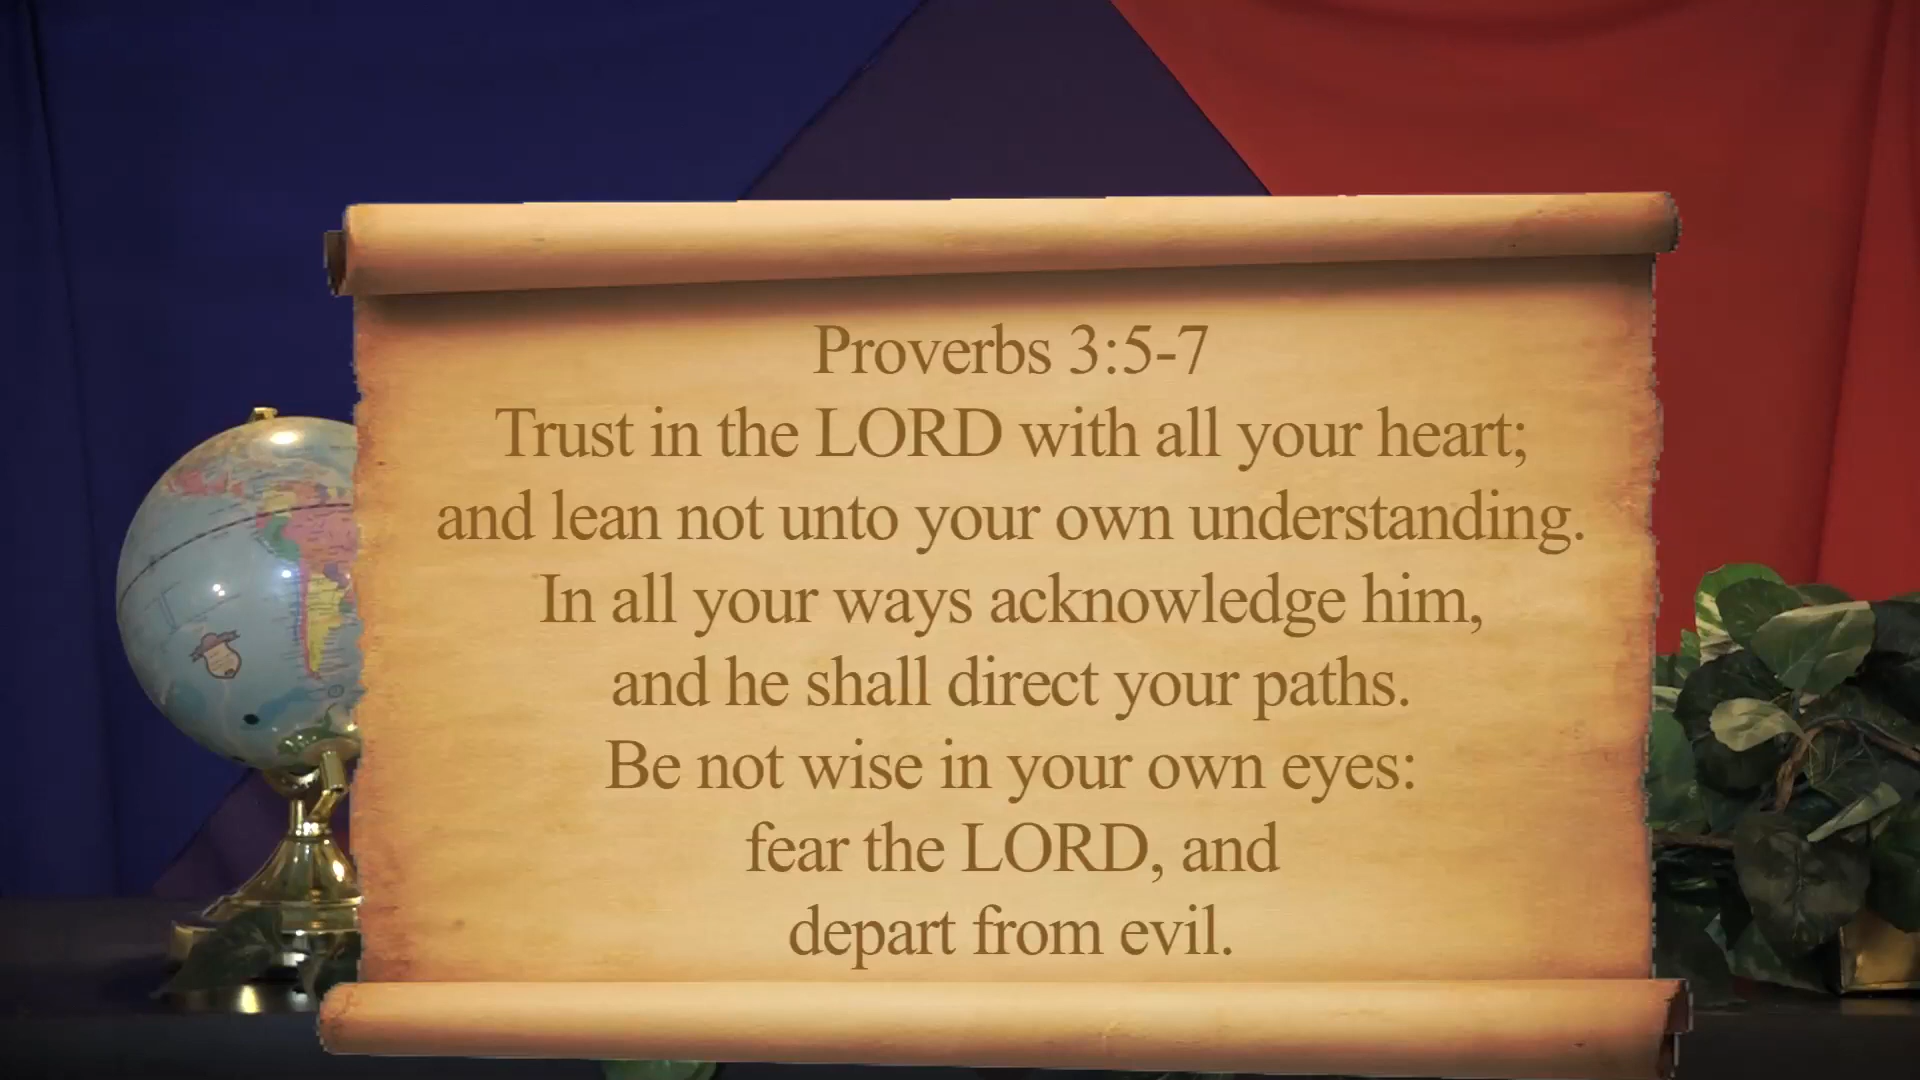 Proverbs 3:5-7
Trust in the LORD with all your heart;
and lean not unto your own understanding.
In all your ways acknowledge him,
and he shall direct your paths.
Be not wise in your own eyes:
fear the LORD, and
depart from evil.